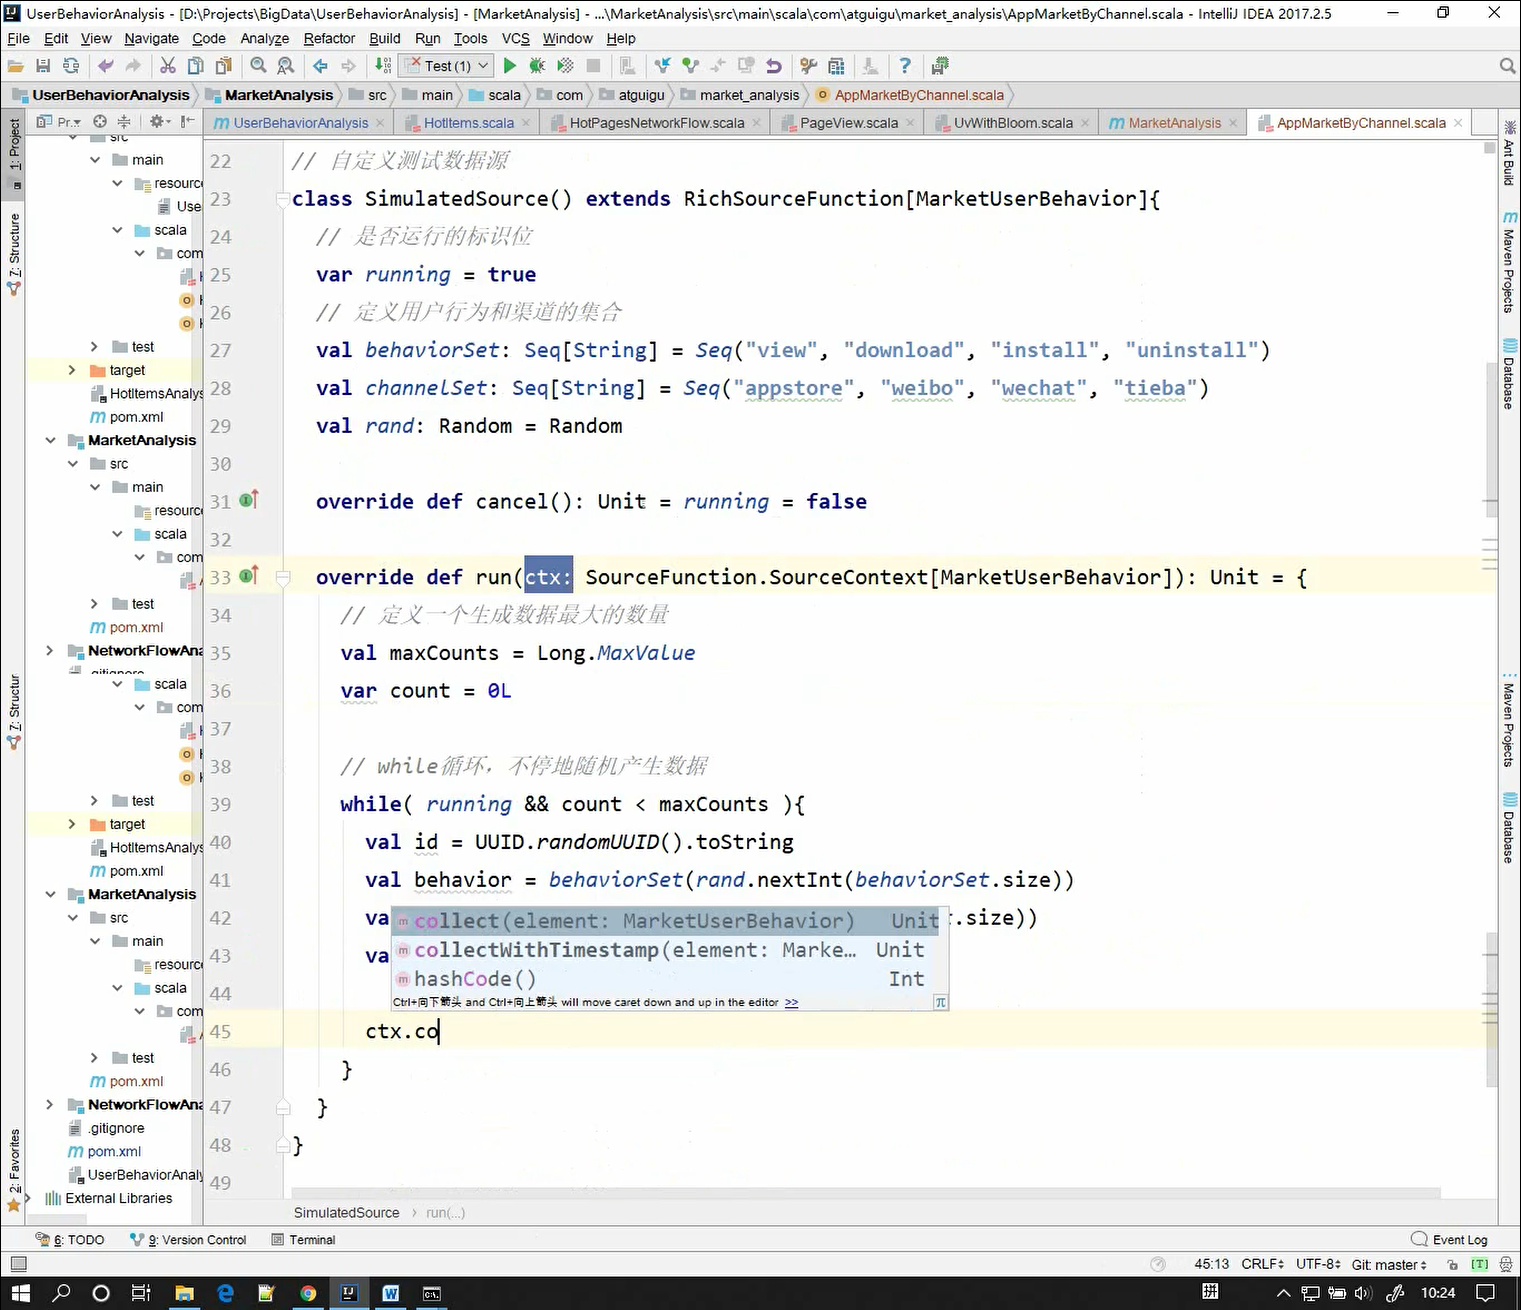 UserBehaviorAnalysis - [D:\Projects\BigData\UserBehaviorAnalysis] - [MarketAnalysis] - ...\MarketAnalysis\src\main\scala\com\atguigu\market_analysis\AppMarketByChannel.scala - IntelliJ IDEA 2017.2.5
File Edit View Navigate Code Analyze Refactor Build Run Tools VCS Window Help
Test (1)
UserBehaviorAnalysis MarketAnalysis src main scala com atguigu market_analysis AppMarketByChannel.scala
Pr.. UserBehaviorAnalysis HotItems.scala HotPagesNetworkFlow.scala PageView.scala UvWithBloom.scala MarketAnalysis AppMarketByChannel.scala
1: Project
7: Structure
7: Structur
2: Favorites
src
main
resourc
Use
scala
com
test
target
HotItemsAnalys
pom.xml
MarketAnalysis
src
main
resourc
scala
com
test
pom.xml
NetworkFlowAna
.gitignore
scala
com
test
target
HotItemsAnalys
pom.xml
MarketAnalysis
src
main
resourc
scala
com
test
pom.xml
NetworkFlowAna
.gitignore
pom.xml
UserBehaviorAnaly
External Libraries
22 // 自定义测试数据源
23 class SimulatedSource() extends RichSourceFunction[MarketUserBehavior]{
24 // 是否运行的标识位
25 var running = true
26 // 定义用户行为和渠道的集合
27 val behaviorSet: Seq[String] = Seq("view", "download", "install", "uninstall")
28 val channelSet: Seq[String] = Seq("appstore", "weibo", "wechat", "tieba")
29 val rand: Random = Random
30
31 override def cancel(): Unit = running = false
32
33 override def run(ctx: SourceFunction.SourceContext[MarketUserBehavior]): Unit = {
34 // 定义一个生成数据最大的数量
35 val maxCounts = Long.MaxValue
36 var count = 0L
37
38 // while循环，不停地随机产生数据
39 while( running && count < maxCounts ){
40 val id = UUID.randomUUID().toString
41 val behavior = behaviorSet(rand.nextInt(behaviorSet.size))
42 va .size))
43 va
44
45 ctx.co
46 }
47 }
48 }
49
collect(element: MarketUserBehavior) Unit
collectWithTimestamp(element: Marke… Unit
hashCode() Int
Ctrl+向下箭头 and Ctrl+向上箭头 will move caret down and up in the editor >>
π
Ant Build
Maven Projects
Database
Maven Projects
Database
SimulatedSource run(...)
6: TODO 9: Version Control Terminal Event Log
45:13 CRLF UTF-8 Git: master
拼 10:24